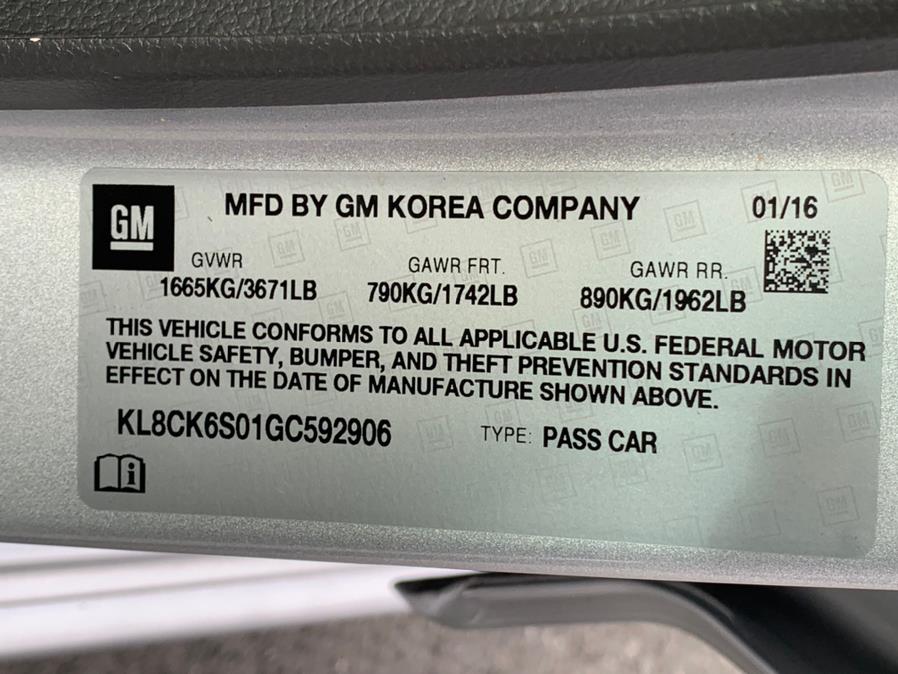 GM
MFD BY GM KOREA COMPANY 01/16
GVWR GAWR FRT. GAWR RR.
1665KG/3671LB 790KG/1742LB 890KG/1962LB
THIS VEHICLE CONFORMS TO ALL APPLICABLE U.S. FEDERAL MOTOR
VEHICLE SAFETY, BUMPER, AND THEFT PREVENTION STANDARDS IN
EFFECT ON THE DATE OF MANUFACTURE SHOWN ABOVE.
KL8CK6S01GC592906 TYPE: PASS CAR